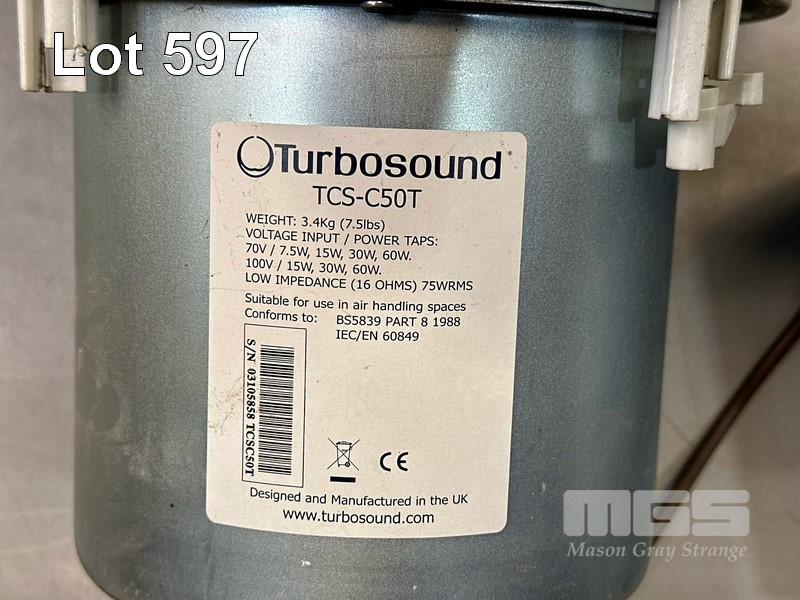 Lot 597
Turbosound
TCS-C50T
WEIGHT: 3.4Kg (7.5lbs)
VOLTAGE INPUT / POWER TAPS:
70V / 7.5W, 15W, 30W, 60W.
100V / 15W, 30W, 60W.
LOW IMPEDANCE (16 OHMS) 75WRMS
Suitable for use in air handling spaces
Conforms to: BS5839 PART 8 1988
IEC/EN 60849
S/N 03105858 TCSC50T
CE
Designed and Manufactured in the UK
www.turbosound.com
MGS
Mason Gray Strange